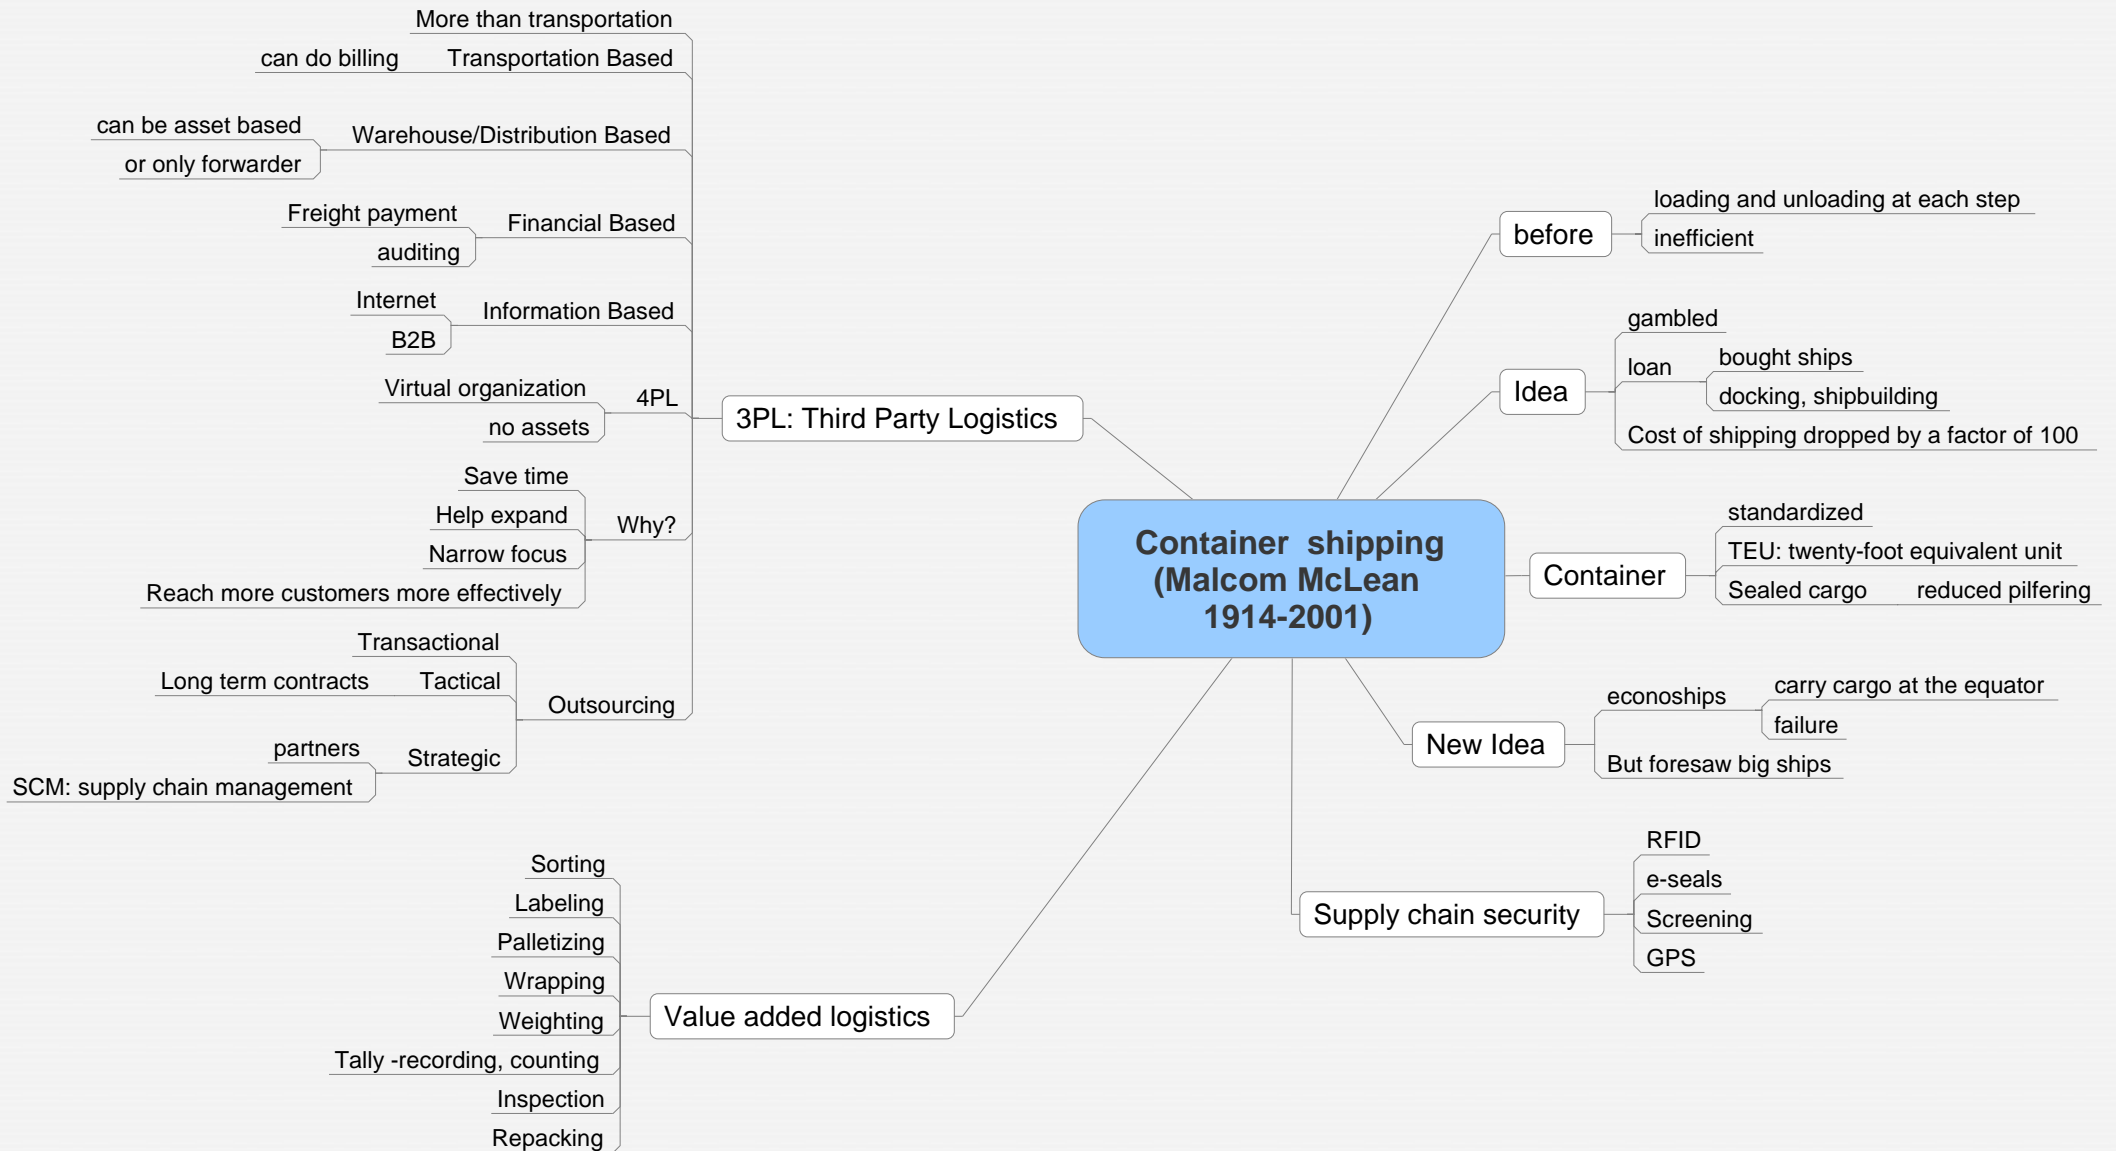 Container  shipping
(Malcom McLean
1914-2001)
before
loading and unloading at each step
inefficient
Idea
gambled
loan
bought ships
docking, shipbuilding
Cost of shipping dropped by a factor of 100
Container
standardized
TEU: twenty-foot equivalent unit
Sealed cargo
reduced pilfering
New Idea
econoships
carry cargo at the equator
failure
But foresaw big ships
Supply chain security
RFID
e-seals
Screening
GPS
3PL: Third Party Logistics
More than transportation
Transportation Based
can do billing
Warehouse/Distribution Based
can be asset based
or only forwarder
Financial Based
Freight payment
auditing
Information Based
Internet
B2B
4PL
Virtual organization
no assets
Why?
Save time
Help expand
Narrow focus
Reach more customers more effectively
Outsourcing
Transactional
Tactical
Long term contracts
Strategic
partners
SCM: supply chain management
Value added logistics
Sorting
Labeling
Palletizing
Wrapping
Weighting
Tally -recording, counting
Inspection
Repacking